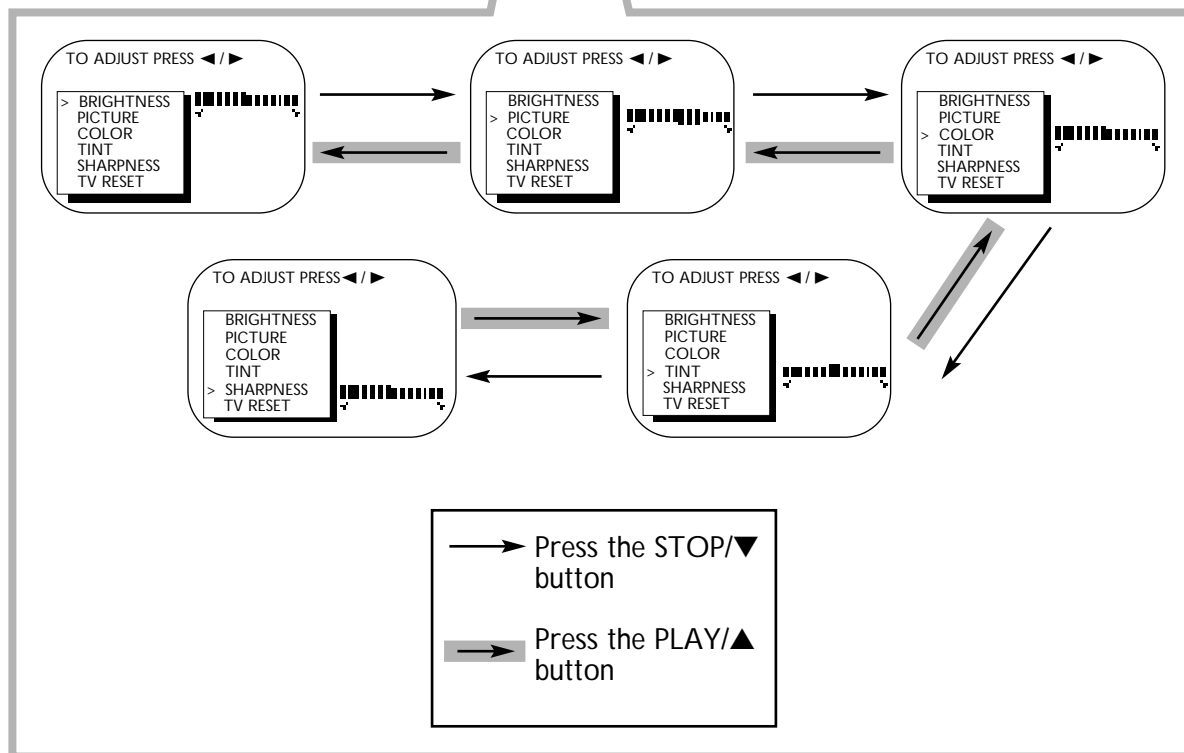 TO ADJUST PRESS ◄ / ►
> BRIGHTNESS
PICTURE
COLOR
TINT
SHARPNESS
TV RESET
TO ADJUST PRESS ◄ / ►
BRIGHTNESS
> PICTURE
COLOR
TINT
SHARPNESS
TV RESET
TO ADJUST PRESS ◄ / ►
BRIGHTNESS
PICTURE
> COLOR
TINT
SHARPNESS
TV RESET
TO ADJUST PRESS◄ / ►
BRIGHTNESS
PICTURE
COLOR
TINT
> SHARPNESS
TV RESET
TO ADJUST PRESS ◄ / ►
BRIGHTNESS
PICTURE
COLOR
> TINT
SHARPNESS
TV RESET
Press the STOP/▼
button
Press the PLAY/▲
button